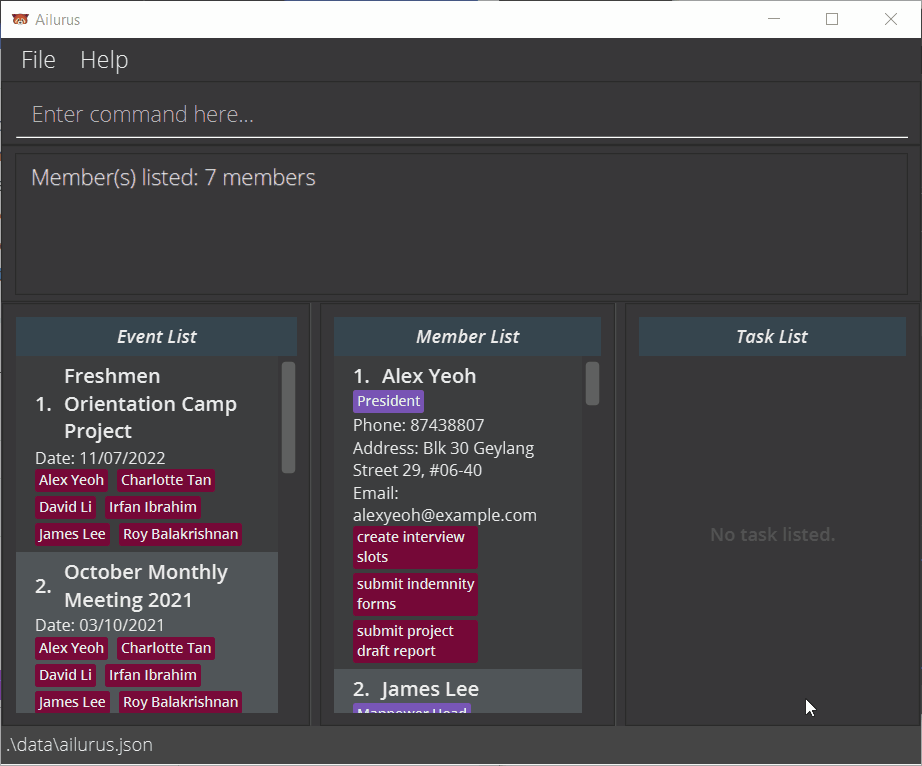 Ailurus
File Help
Enter command here...
Member(s) listed: 7 members
Event List
1. Freshmen
Orientation Camp
Project
Date: 11/07/2022
Alex Yeoh Charlotte Tan
David Li Irfan Ibrahim
James Lee Roy Balakrishnan
2. October Monthly
Meeting 2021
Date: 03/10/2021
Alex Yeoh Charlotte Tan
David Li Irfan Ibrahim
James Lee Roy Balakrishnan
Member List
1. Alex Yeoh
President
Phone: 87438807
Address: Blk 30 Geylang
Street 29, #06-40
Email:
alexyeoh@example.com
create interview
slots
submit indemnity
forms
submit project
draft report
2. James Lee
Manpower Head
Task List
No task listed.
.\data\ailurus.json